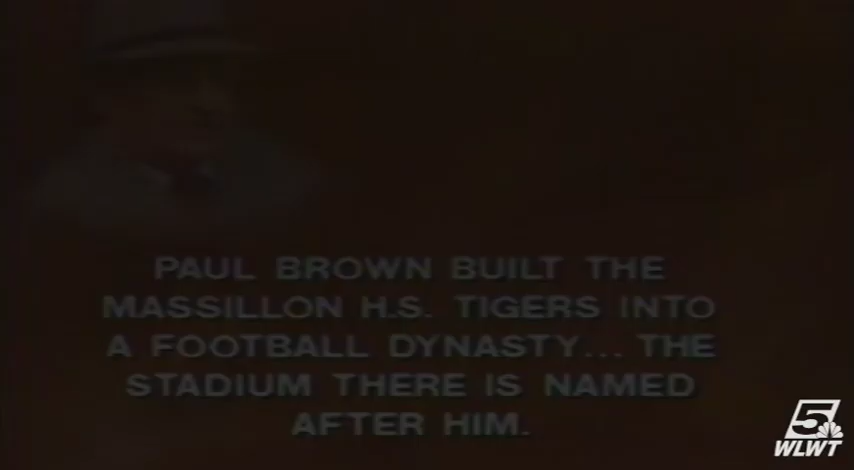 PAUL BROWN BUILT THE
MASSILLON H.S. TIGERS INTO
A FOOTBALL DYNASTY... THE
STADIUM THERE IS NAMED
AFTER HIM.
5
WLWT